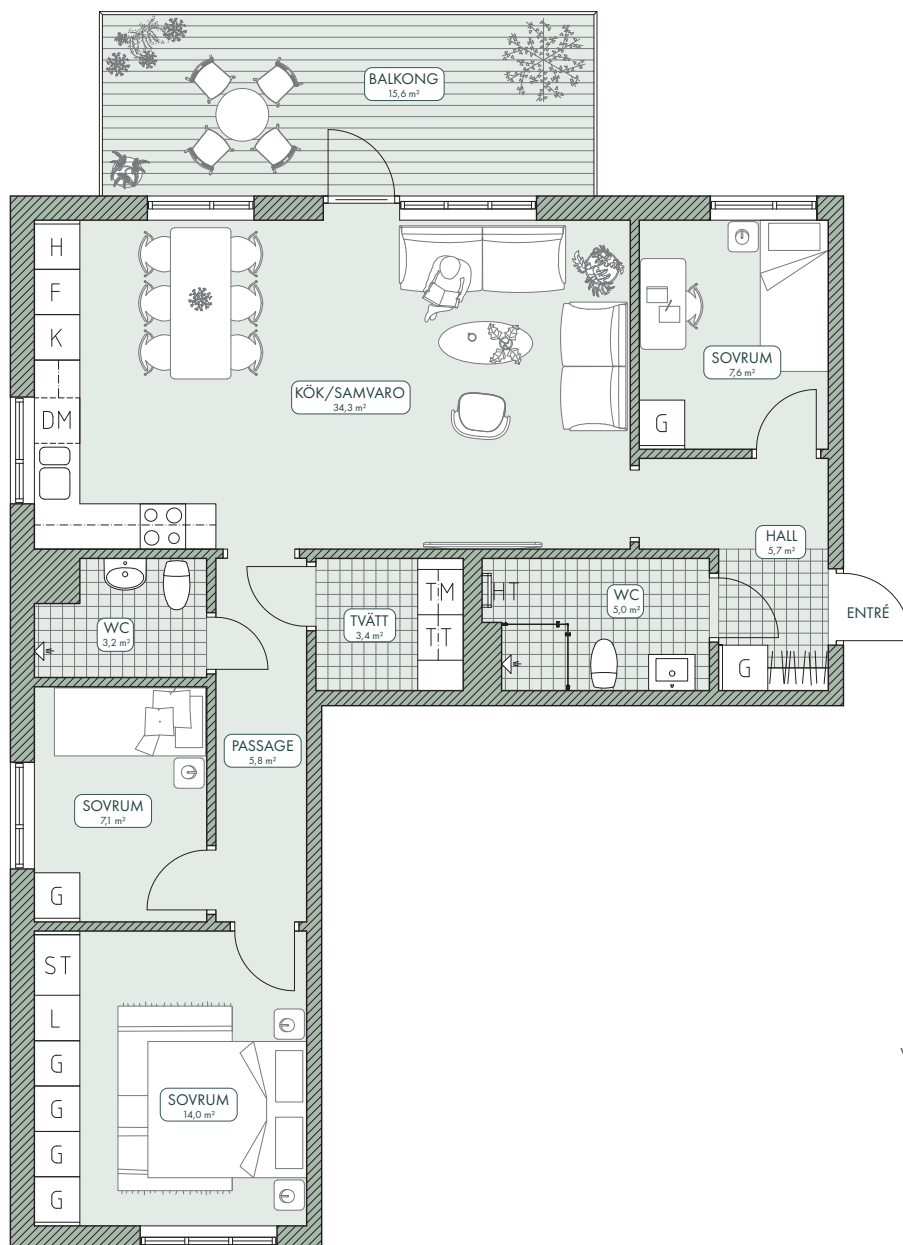 BALKONG
15,6 m²
H
F
K
DM
KÖK/SAMVARO
34,3 m²
SOVRUM
7,6 m²
G
HALL
5,7 m²
ENTRÉ
WC
3,2 m²
TVÄTT
3,4 m²
TM
TT
HT
WC
5,0 m²
G
PASSAGE
5,8 m²
SOVRUM
7,1 m²
G
ST
L
G
G
G
G
SOVRUM
14,0 m²